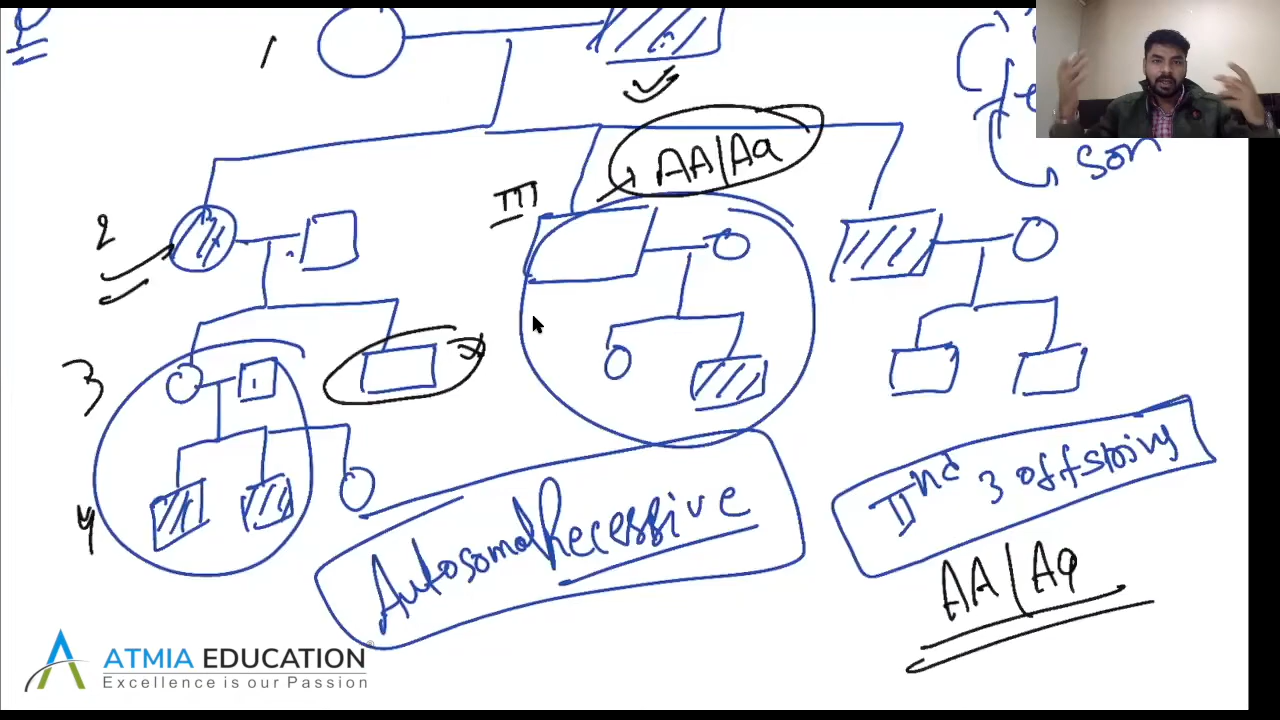 1
son
AA|Aa
III
2
3
4
Autosomal Recessive
IInd 3 offspring
AA|Aa
ATMIA EDUCATION
Excellence is our Passion